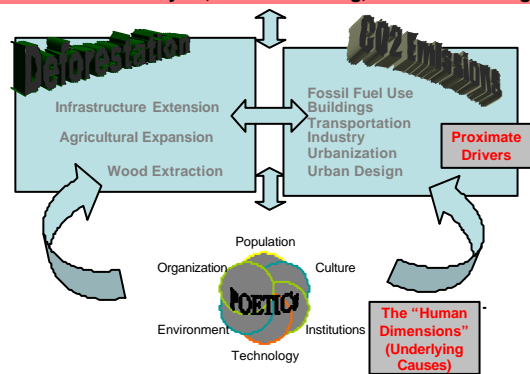 Deforestation
CO2 Emissions
Infrastructure Extension
Agricultural Expansion
Wood Extraction
Fossil Fuel Use
Buildings
Transportation
Industry
Urbanization
Urban Design
Proximate
Drivers
Population
Organization
Culture
POETICs
Environment
Institutions
Technology
The "Human
Dimensions"
(Underlying
Causes)